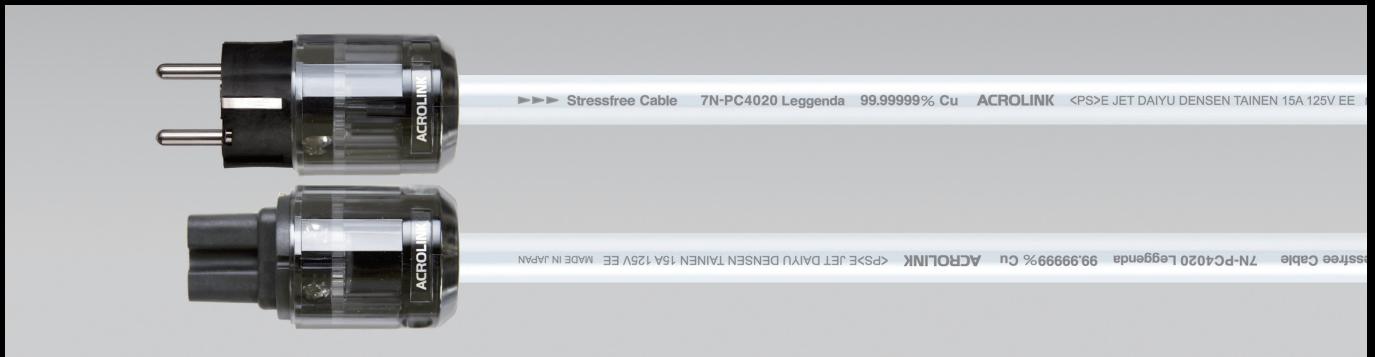 ACROLINK
►►► Stressfree Cable 7N-PC4020 Leggenda 99.99999% Cu ACROLINK <PS>E JET DAIYU DENSEN TAINEN 15A 125V EE
ACROLINK
essfree Cable 7N-PC4020 Leggenda 99.99999% Cu ACROLINK <PS>E JET DAIYU DENSEN TAINEN 15A 125V EE MADE IN JAPAN